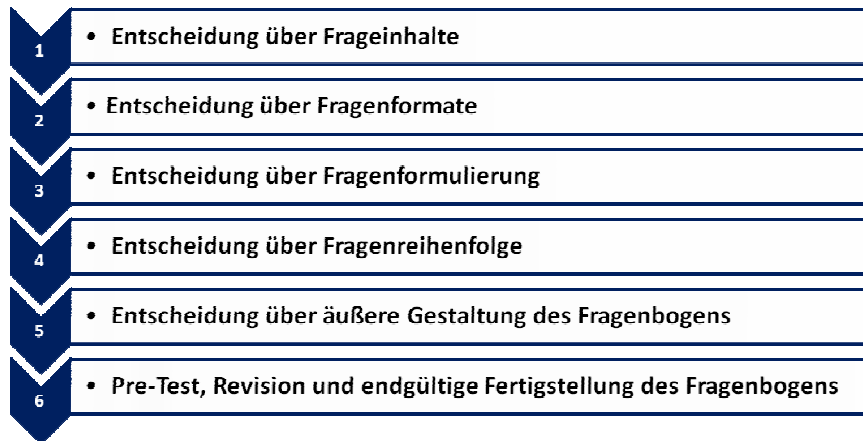 1 • Entscheidung über Frageinhalte
2 • Entscheidung über Fragenformate
3 • Entscheidung über Fragenformulierung
4 • Entscheidung über Fragenreihenfolge
5 • Entscheidung über äußere Gestaltung des Fragenbogens
6 • Pre-Test, Revision und endgültige Fertigstellung des Fragenbogens